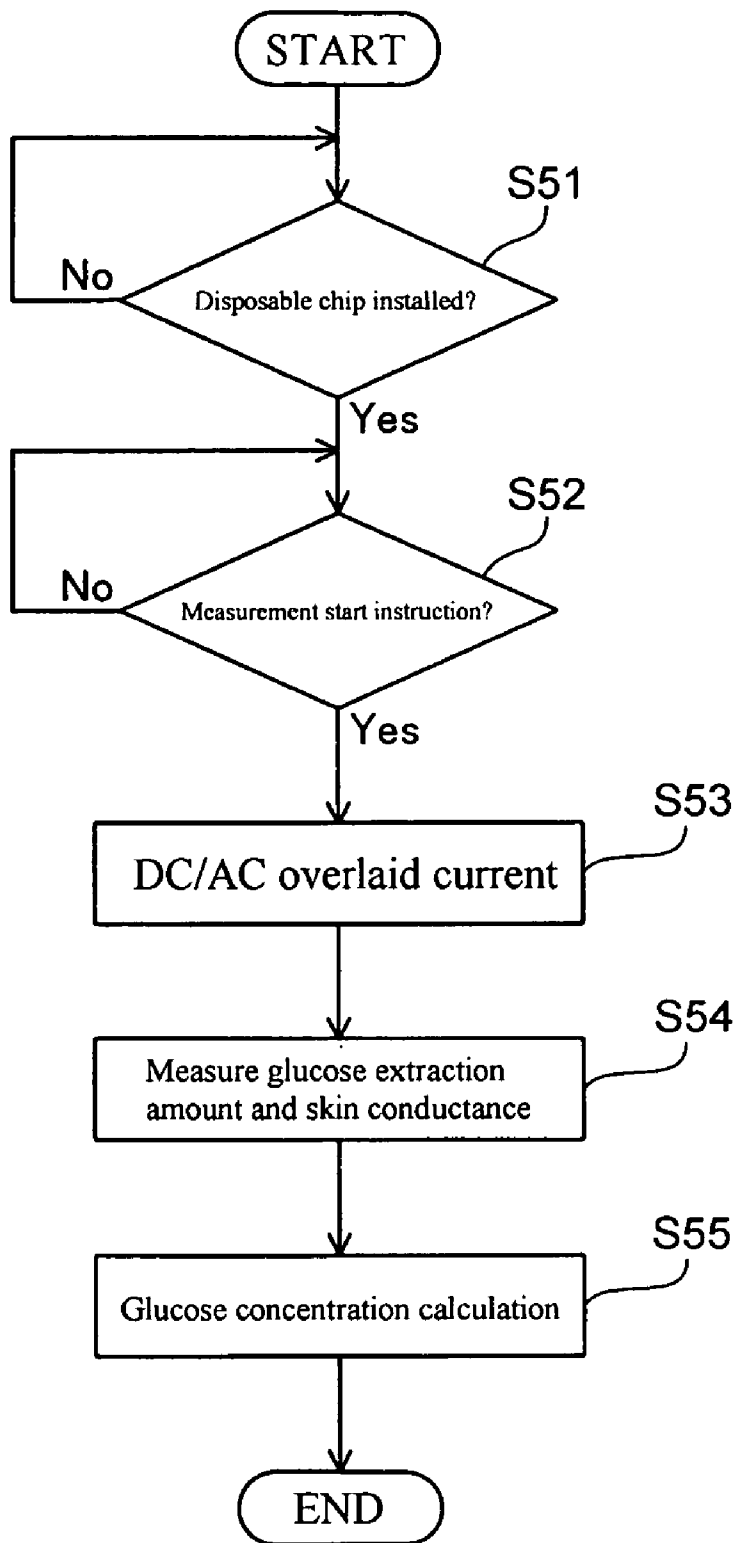 START
S51
No
Disposable chip installed?
Yes
S52
No
Measurement start instruction?
Yes
S53
DC/AC overlaid current
S54
Measure glucose extraction
amount and skin conductance
S55
Glucose concentration calculation
END